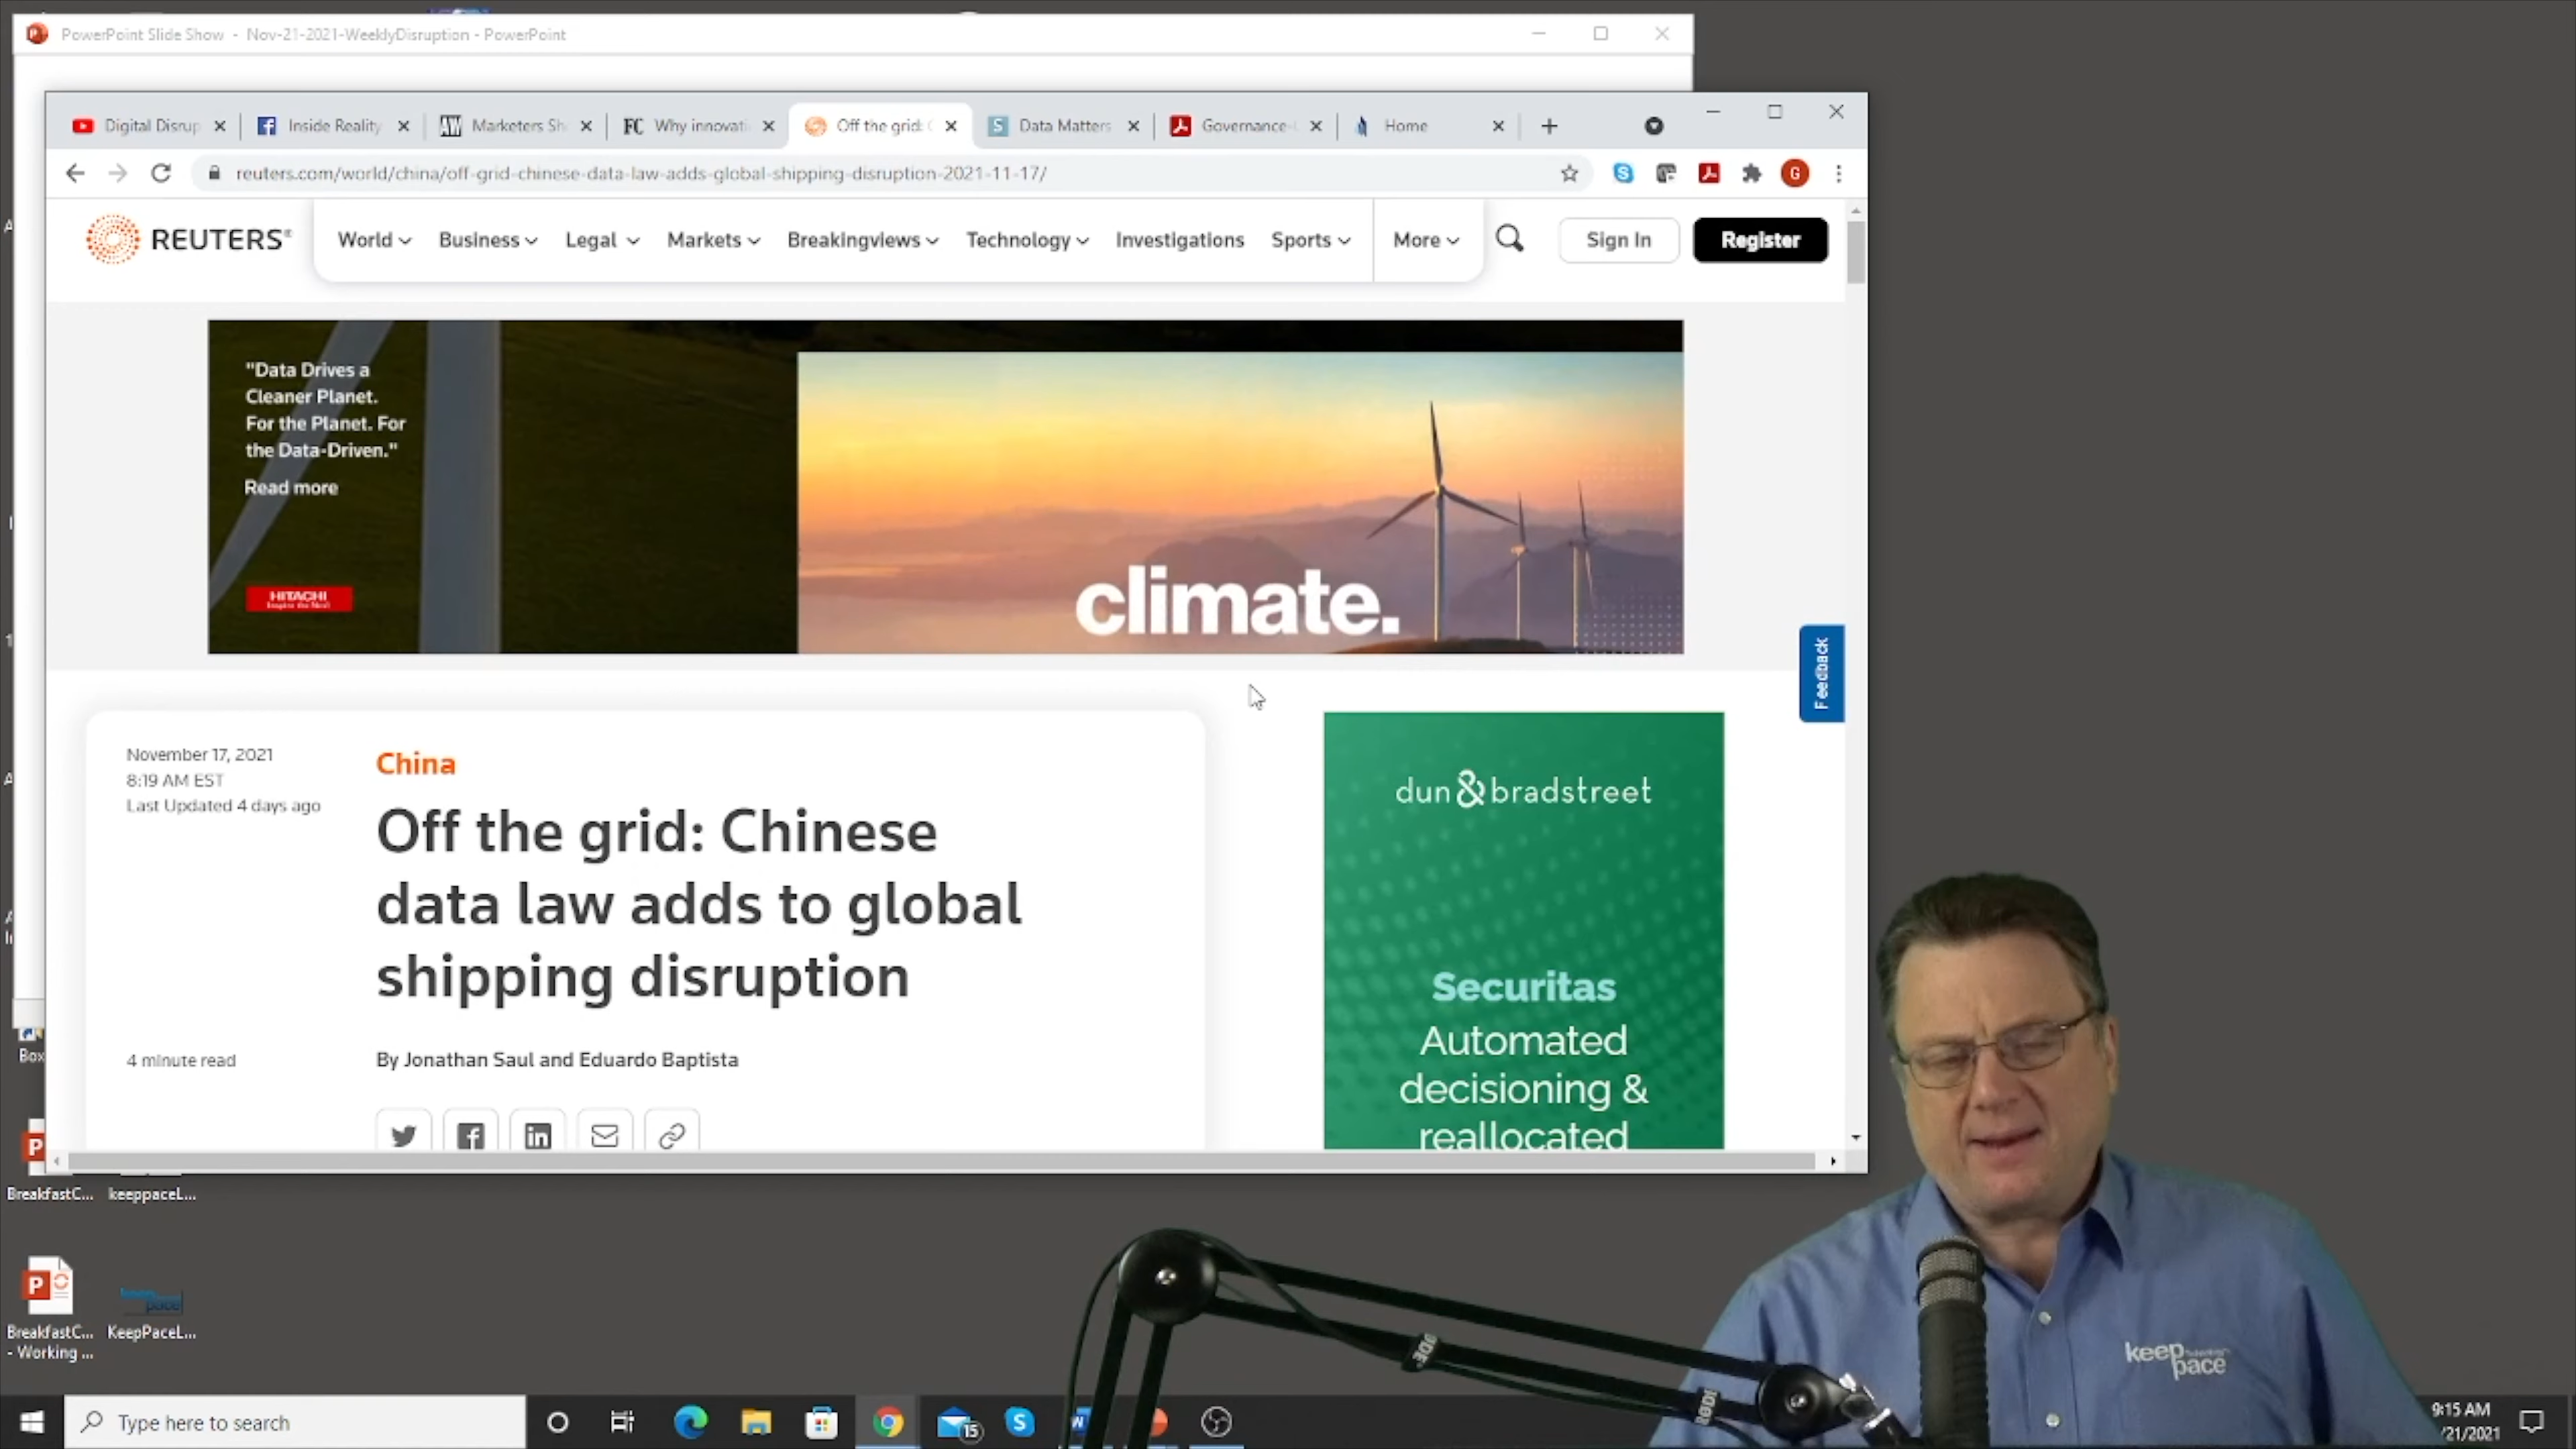 PowerPoint Slide Show - Nov-21-2021-WeeklyDisruption - PowerPoint
Digital Disrup
Inside Reality
Marketers Sh
FC Why innovati
Off the grid: C
S Data Matters
Governance-
Home
reuters.com/world/china/off-grid-chinese-data-law-adds-global-shipping-disruption-2021-11-17/
G
REUTERS®
World
Business
Legal
Markets
Breakingviews
Technology
Investigations
Sports
More
Sign In
Register
"Data Drives a
Cleaner Planet.
For the Planet. For
the Data-Driven."
Read more
HITACHI
Inspire the Next
climate.
Feedback
November 17, 2021
8:19 AM EST
Last Updated 4 days ago
China
Off the grid: Chinese
data law adds to global
shipping disruption
4 minute read
By Jonathan Saul and Eduardo Baptista
dun & bradstreet
Securitas
Automated
decisioning &
reallocated
Box
BreakfastC...
keeppaceL...
BreakfastC...
- Working ...
KeepPaceL...
keep
pace
Type here to search
15
9:15 AM
/21/2021